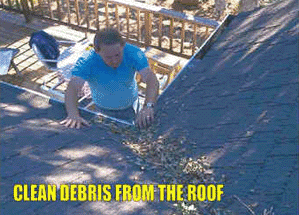 CLEAN DEBRIS FROM THE ROOF